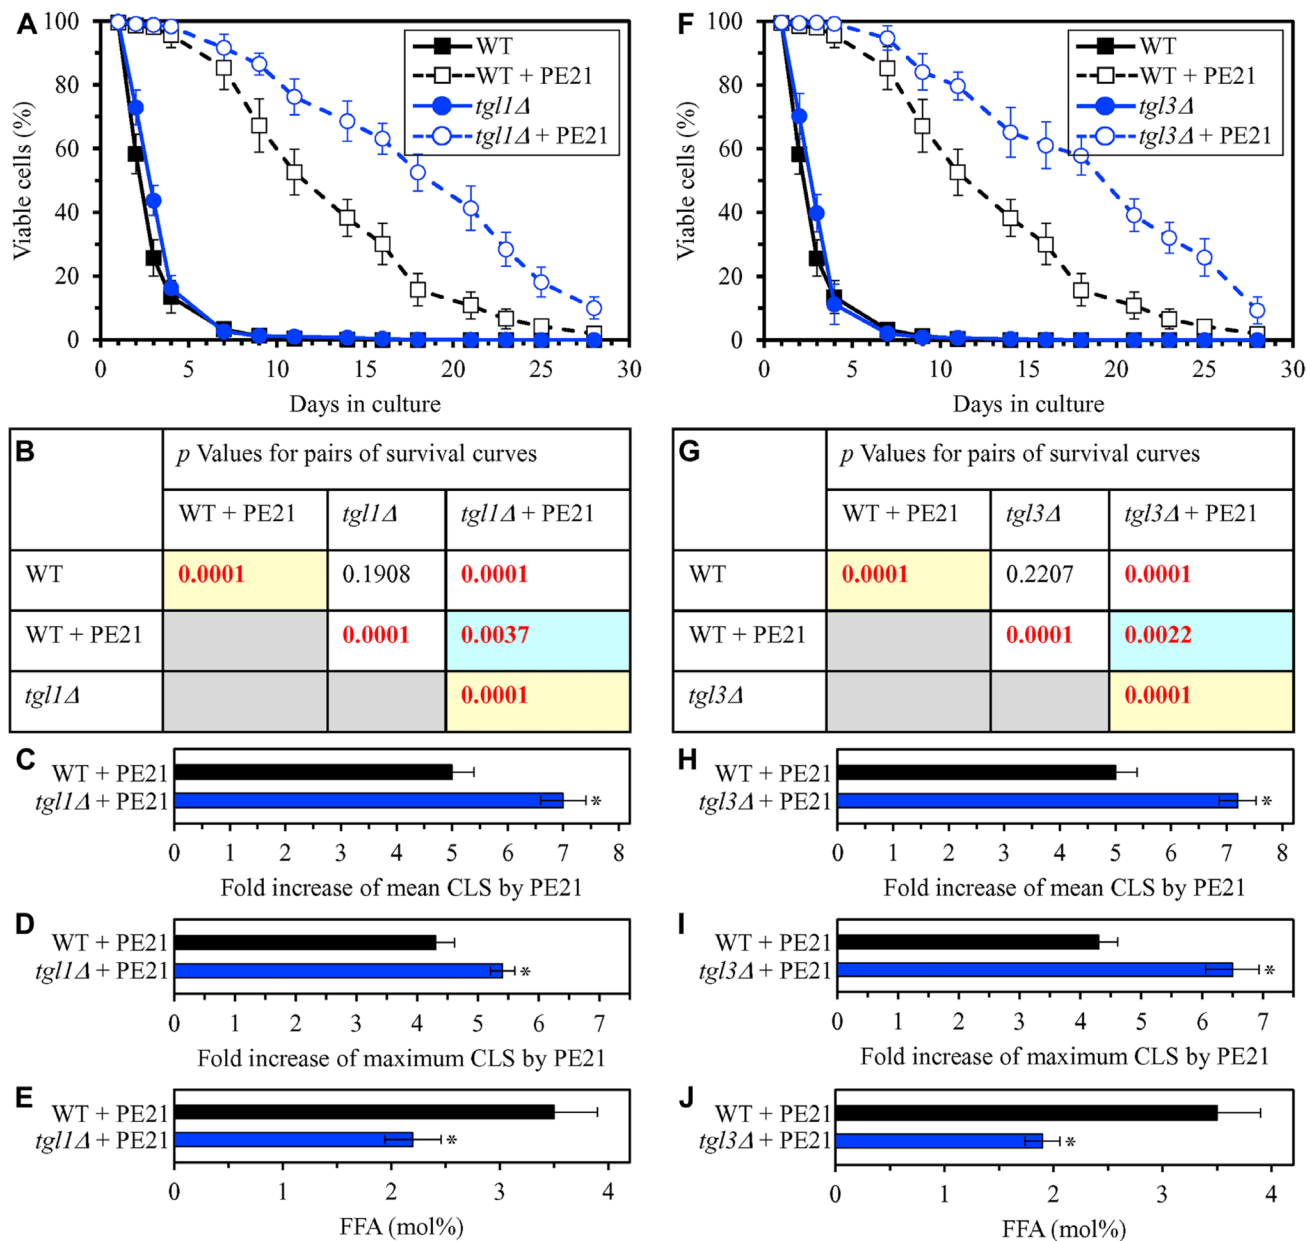 A
100
80
60
40
20
0
Viable cells (%)
WT
WT + PE21
tgl1Δ
tgl1Δ + PE21
0 5 10 15 20 25 30
Days in culture
B
p Values for pairs of survival curves
WT + PE21 tgl1Δ tgl1Δ + PE21
WT 0.0001 0.1908 0.0001
WT + PE21 0.0001 0.0037
tgl1Δ 0.0001
C
WT + PE21
tgl1Δ + PE21
*
0 1 2 3 4 5 6 7 8
Fold increase of mean CLS by PE21
D
WT + PE21
tgl1Δ + PE21
*
0 1 2 3 4 5 6 7
Fold increase of maximum CLS by PE21
E
WT + PE21
tgl1Δ + PE21
*
0 1 2 3 4
FFA (mol%)
F
100
80
60
40
20
0
Viable cells (%)
WT
WT + PE21
tgl3Δ
tgl3Δ + PE21
0 5 10 15 20 25 30
Days in culture
G
p Values for pairs of survival curves
WT + PE21 tgl3Δ tgl3Δ + PE21
WT 0.0001 0.2207 0.0001
WT + PE21 0.0001 0.0022
tgl3Δ 0.0001
H
WT + PE21
tgl3Δ + PE21
*
0 1 2 3 4 5 6 7 8
Fold increase of mean CLS by PE21
I
WT + PE21
tgl3Δ + PE21
*
0 1 2 3 4 5 6 7
Fold increase of maximum CLS by PE21
J
WT + PE21
tgl3Δ + PE21
*
0 1 2 3 4
FFA (mol%)